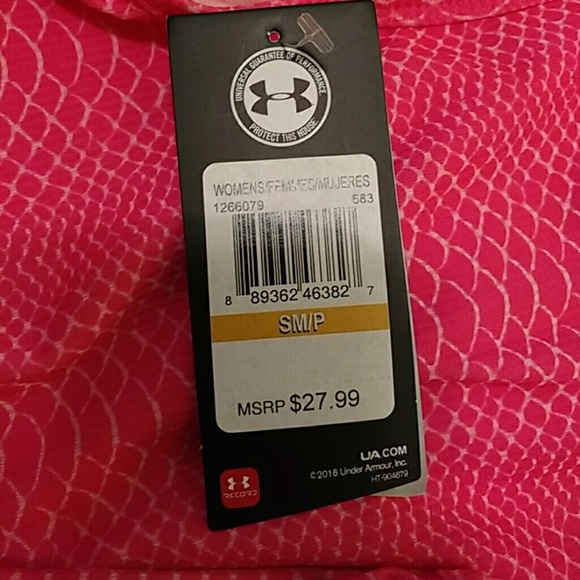 UNIVERSAL GUARANTEE OF PERFORMANCE
PROTECT THIS HOUSE
WOMENS/FEMMES/MUJERES
1266079 583
8 89362 46382 7
SM/P
MSRP $27.99
UA.COM
©2016 Under Armour, Inc.
HT-904679
RECORD